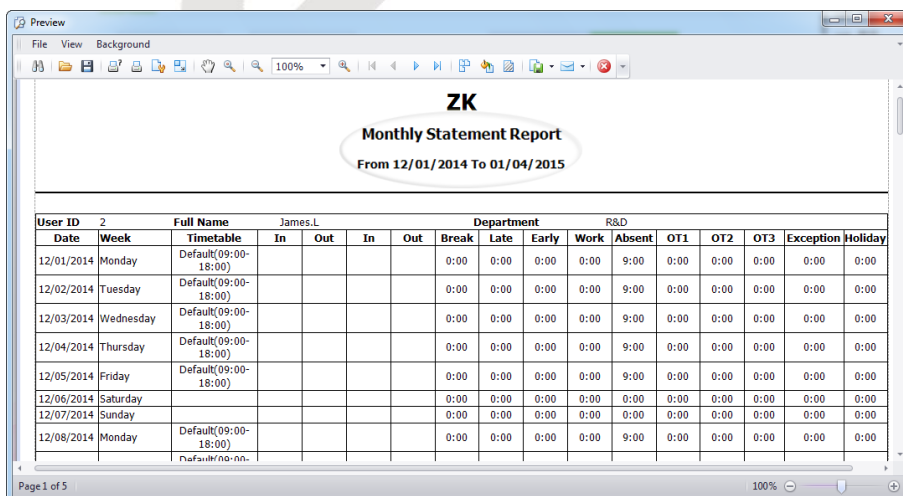 Preview
File View Background
100%
ZK
Monthly Statement Report
From 12/01/2014 To 01/04/2015
User ID 2 Full Name James.L Department R&D
Date Week Timetable In Out In Out Break Late Early Work Absent OT1 OT2 OT3 Exception Holiday
12/01/2014 Monday Default(09:00-
18:00) 0:00 0:00 0:00 0:00 9:00 0:00 0:00 0:00 0:00 0:00
12/02/2014 Tuesday Default(09:00-
18:00) 0:00 0:00 0:00 0:00 9:00 0:00 0:00 0:00 0:00 0:00
12/03/2014 Wednesday Default(09:00-
18:00) 0:00 0:00 0:00 0:00 9:00 0:00 0:00 0:00 0:00 0:00
12/04/2014 Thursday Default(09:00-
18:00) 0:00 0:00 0:00 0:00 9:00 0:00 0:00 0:00 0:00 0:00
12/05/2014 Friday Default(09:00-
18:00) 0:00 0:00 0:00 0:00 9:00 0:00 0:00 0:00 0:00 0:00
12/06/2014 Saturday 0:00 0:00 0:00 0:00 0:00 0:00 0:00 0:00 0:00 0:00
12/07/2014 Sunday 0:00 0:00 0:00 0:00 0:00 0:00 0:00 0:00 0:00 0:00
12/08/2014 Monday Default(09:00-
18:00) 0:00 0:00 0:00 0:00 9:00 0:00 0:00 0:00 0:00 0:00
Default(09:00-
Page 1 of 5 100%